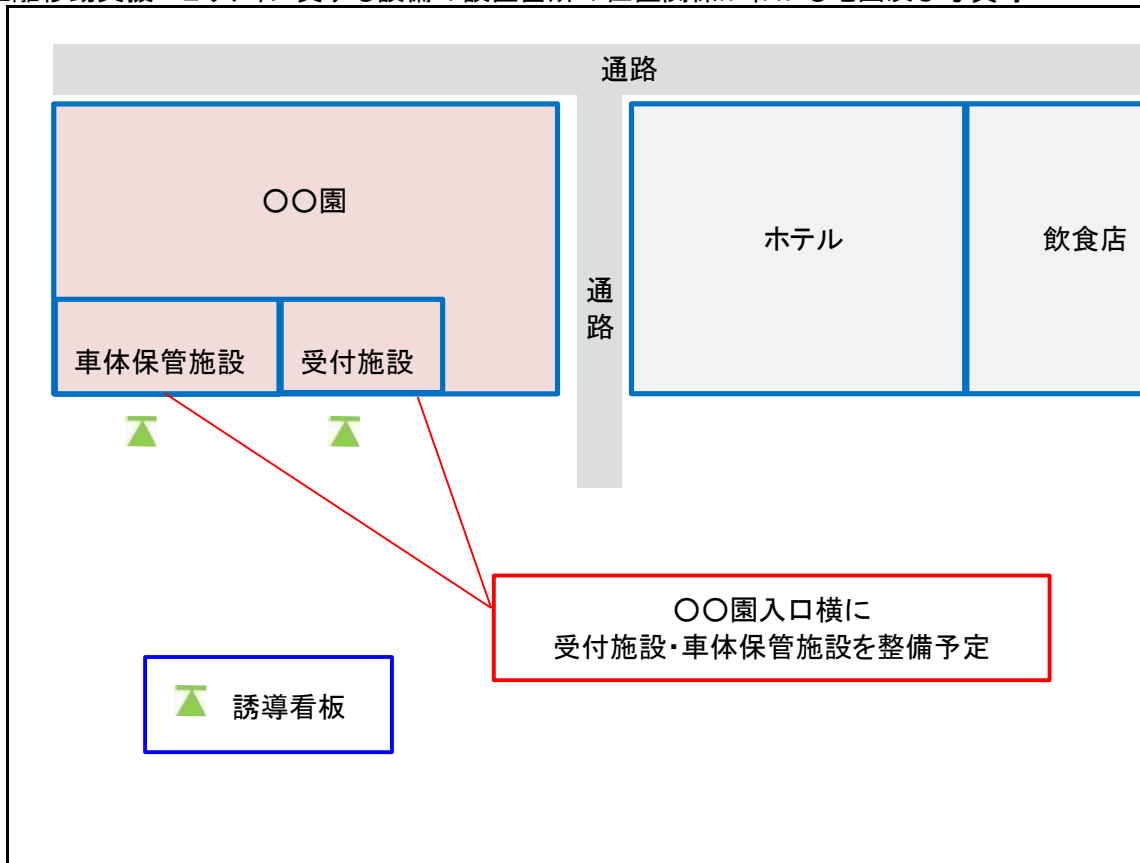 通路
〇〇園
ホテル
飲食店
通
路
車体保管施設
受付施設
〇〇園入口横に
受付施設・車体保管施設を整備予定
誘導看板